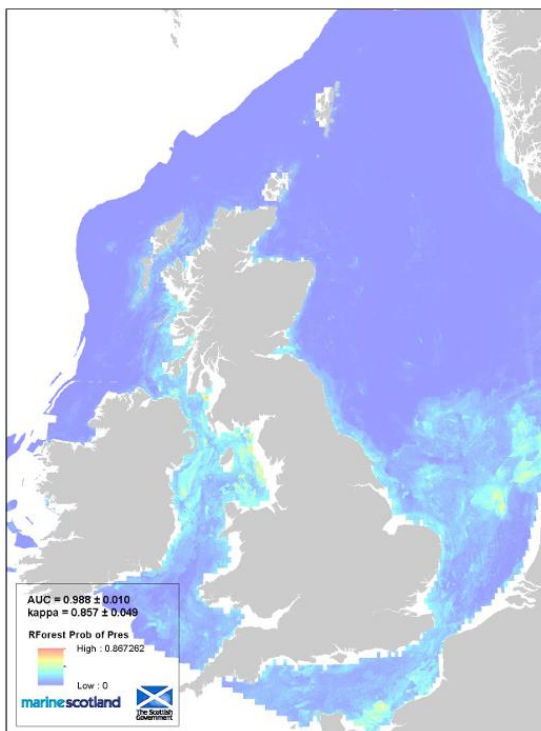 AUC = 0.988 ± 0.010
kappa = 0.857 ± 0.049
RForest Prob of Pres
High : 0.867262
Low : 0
marinescotland
The Scottish
Government